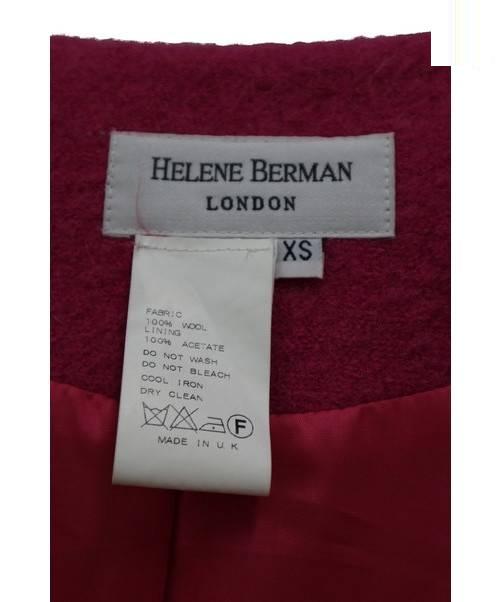 HELENE BERMAN
LONDON
XS
FABRIC
100% WOOL
LINING
100% ACETATE
DO NOT WASH
DO NOT BLEACH
COOL IRON
DRY CLEAN
F
MADE IN U.K